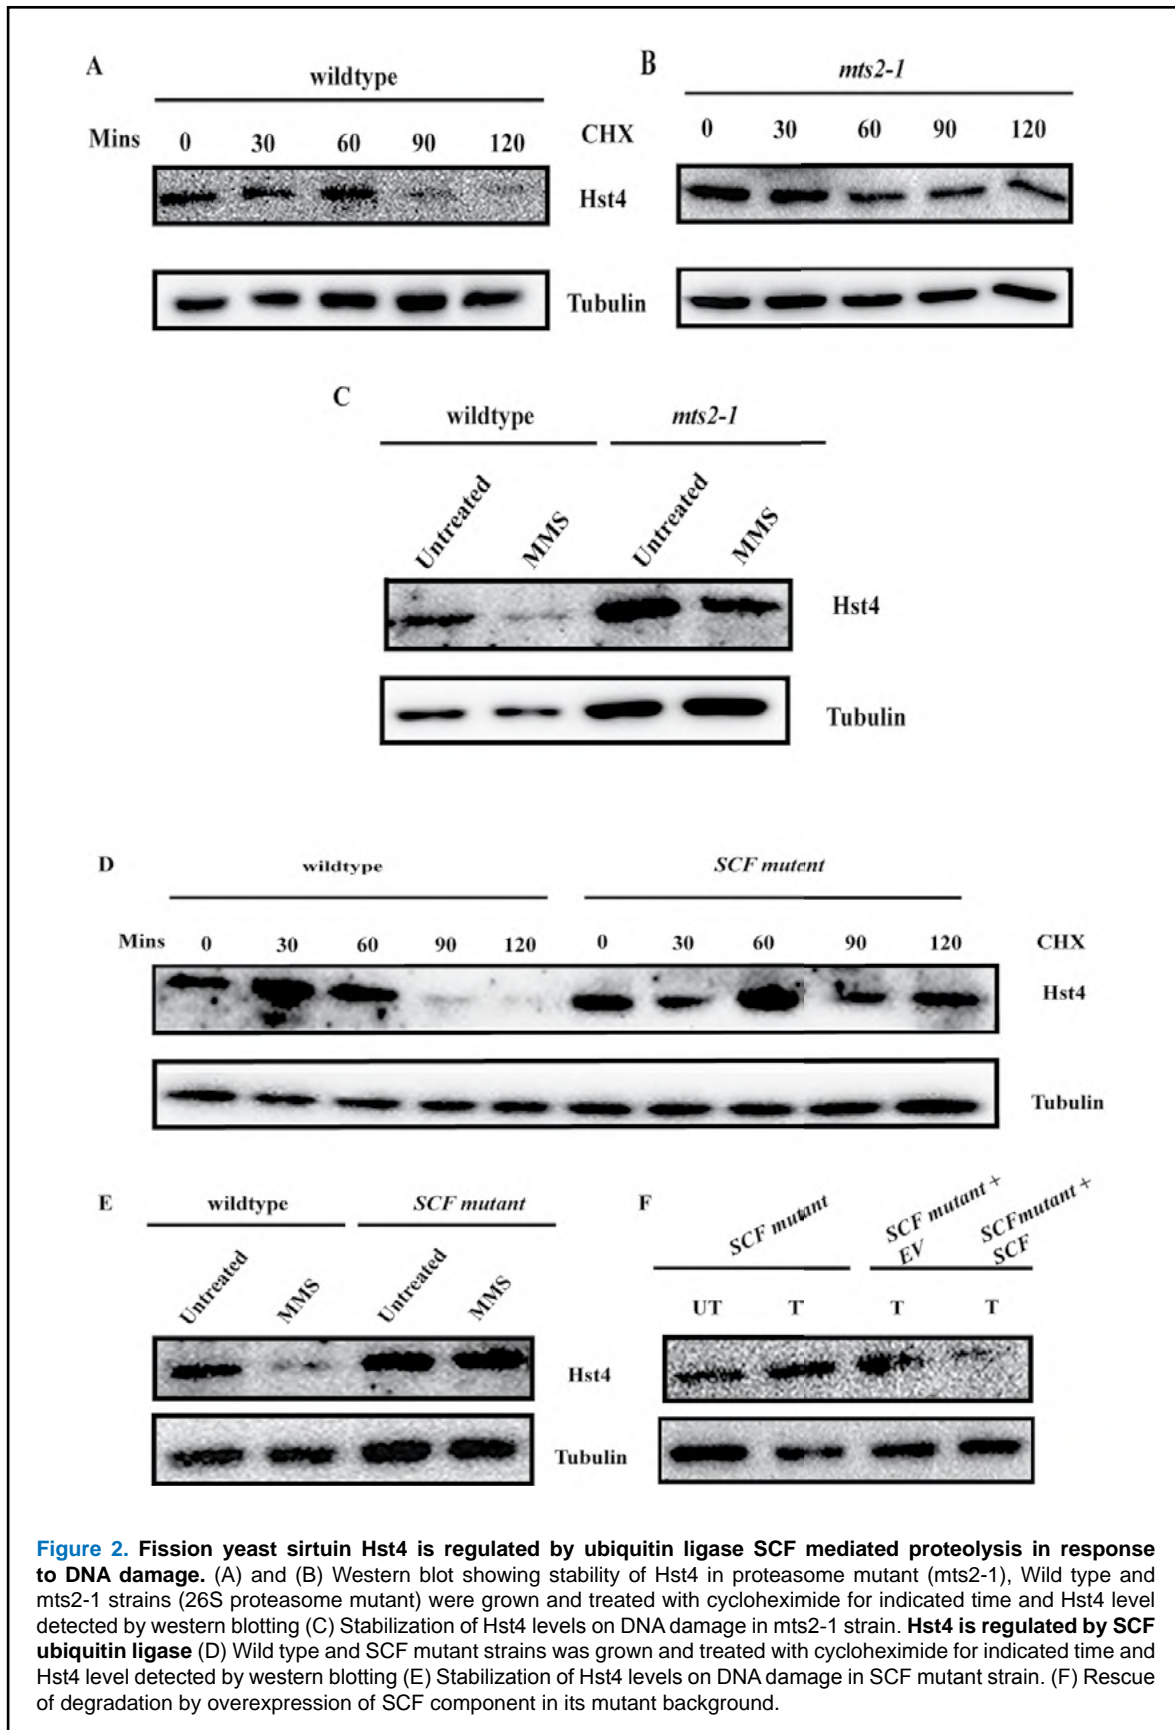 A
wildtype
Mins 0 30 60 90 120
B
mts2-1
CHX 0 30 60 90 120
Hst4
Tubulin
C
wildtype mts2-1
Untreated MMS Untreated MMS
Hst4
Tubulin
D
wildtype SCF mutent
Mins 0 30 60 90 120 0 30 60 90 120 CHX
Hst4
Tubulin
E
wildtype SCF mutant
Untreated MMS Untreated MMS
Hst4
Tubulin
F
SCF mutant SCF mutant + EV SCFmutant + SCF
UT T T T
Figure 2. Fission yeast sirtuin Hst4 is regulated by ubiquitin ligase SCF mediated proteolysis in response
to DNA damage. (A) and (B) Western blot showing stability of Hst4 in proteasome mutant (mts2-1), Wild type and
mts2-1 strains (26S proteasome mutant) were grown and treated with cycloheximide for indicated time and Hst4 level
detected by western blotting (C) Stabilization of Hst4 levels on DNA damage in mts2-1 strain. Hst4 is regulated by SCF
ubiquitin ligase (D) Wild type and SCF mutant strains was grown and treated with cycloheximide for indicated time and
Hst4 level detected by western blotting (E) Stabilization of Hst4 levels on DNA damage in SCF mutant strain. (F) Rescue
of degradation by overexpression of SCF component in its mutant background.